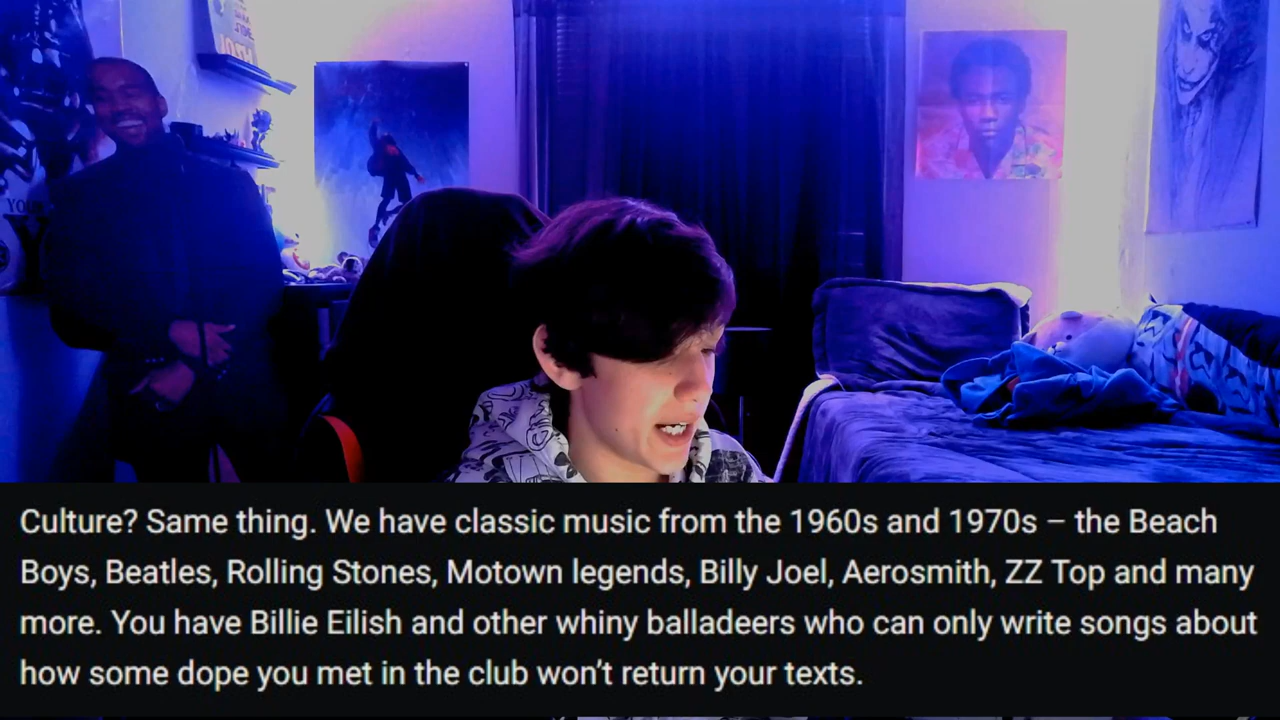 Culture? Same thing. We have classic music from the 1960s and 1970s – the Beach
Boys, Beatles, Rolling Stones, Motown legends, Billy Joel, Aerosmith, ZZ Top and many
more. You have Billie Eilish and other whiny balladeers who can only write songs about
how some dope you met in the club won’t return your texts.